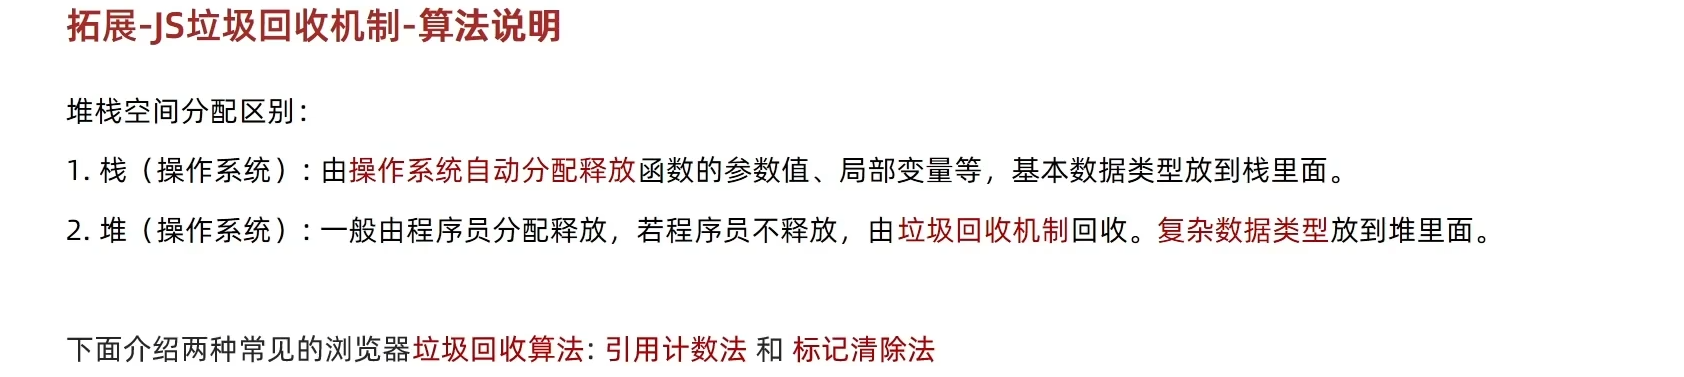 拓展-JS垃圾回收机制-算法说明
堆栈空间分配区别：
1. 栈（操作系统）: 由操作系统自动分配释放函数的参数值、局部变量等，基本数据类型放到栈里面。
2. 堆（操作系统）: 一般由程序员分配释放，若程序员不释放，由垃圾回收机制回收。复杂数据类型放到堆里面。
下面介绍两种常见的浏览器垃圾回收算法: 引用计数法 和 标记清除法